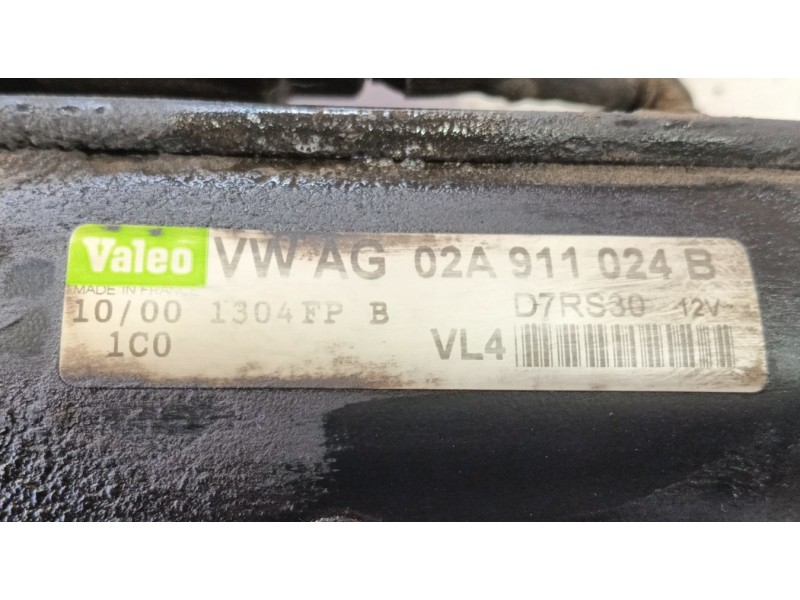 Valeo VW AG 02A 911 024 B
MADE IN FRANCE D7RS30 12V
10/00 1304FP B
1C0 VL4